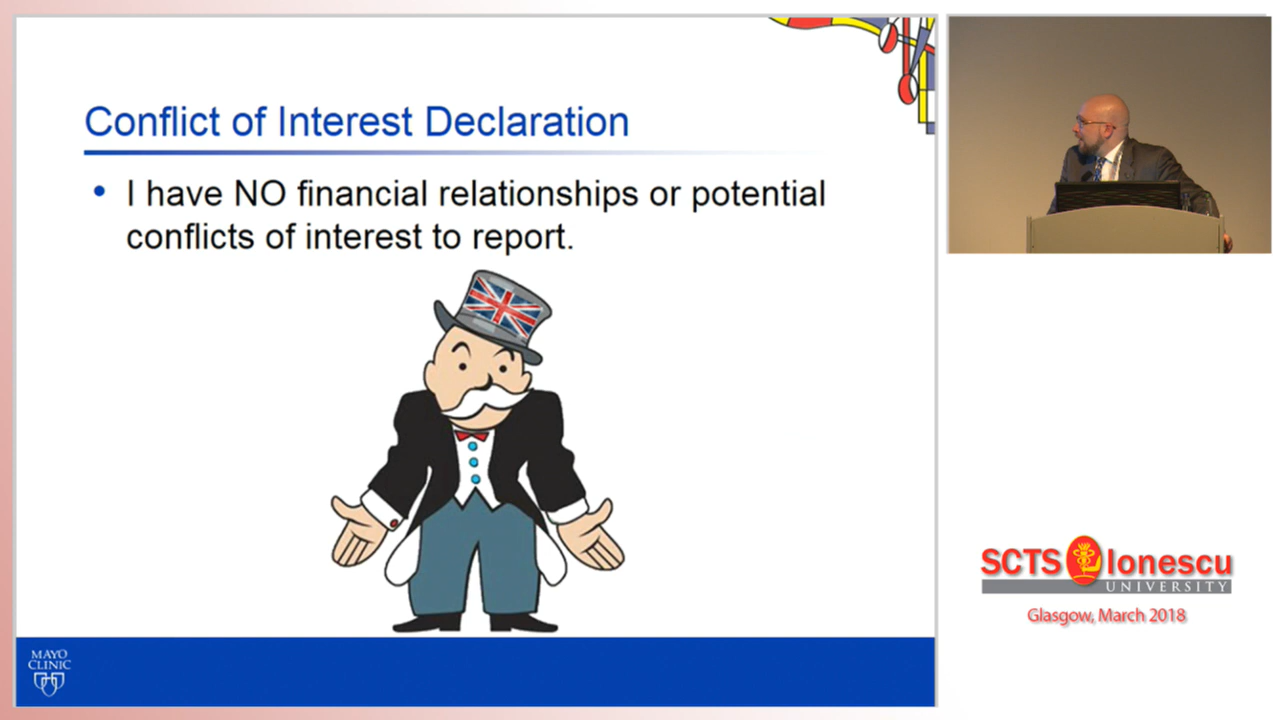 Conflict of Interest Declaration
• I have NO financial relationships or potential
conflicts of interest to report.
MAYO
CLINIC
SCTS Ionescu
UNIVERSITY
Glasgow, March 2018